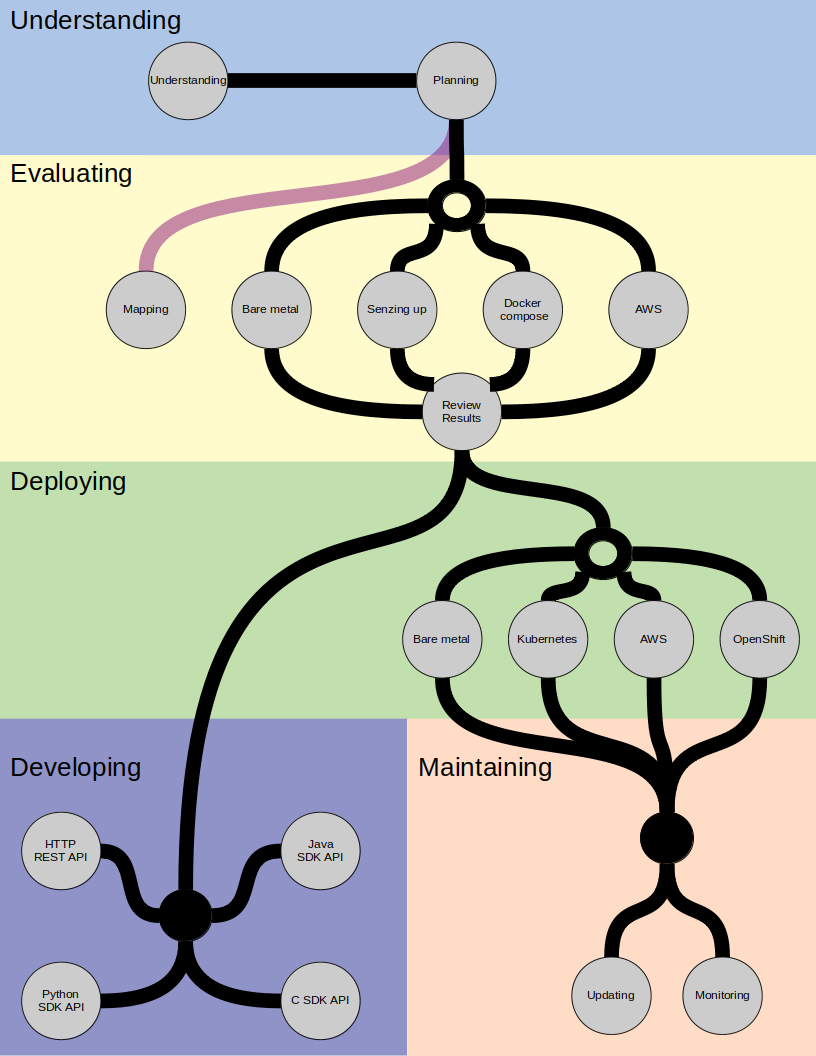 Understanding
Understanding
Planning
Evaluating
Mapping
Bare metal
Senzing up
Docker
compose
AWS
Review
Results
Deploying
Bare metal
Kubernetes
AWS
OpenShift
Developing
HTTP
REST API
Java
SDK API
Python
SDK API
C SDK API
Maintaining
Updating
Monitoring